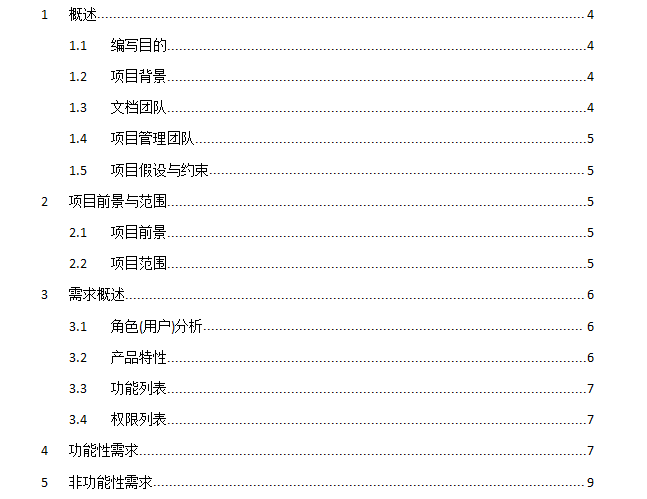 1 概述 4
1.1 编写目的 4
1.2 项目背景 4
1.3 文档团队 4
1.4 项目管理团队 5
1.5 项目假设与约束 5
2 项目前景与范围 5
2.1 项目前景 5
2.2 项目范围 5
3 需求概述 6
3.1 角色(用户)分析 6
3.2 产品特性 6
3.3 功能列表 7
3.4 权限列表 7
4 功能性需求 7
5 非功能性需求 9